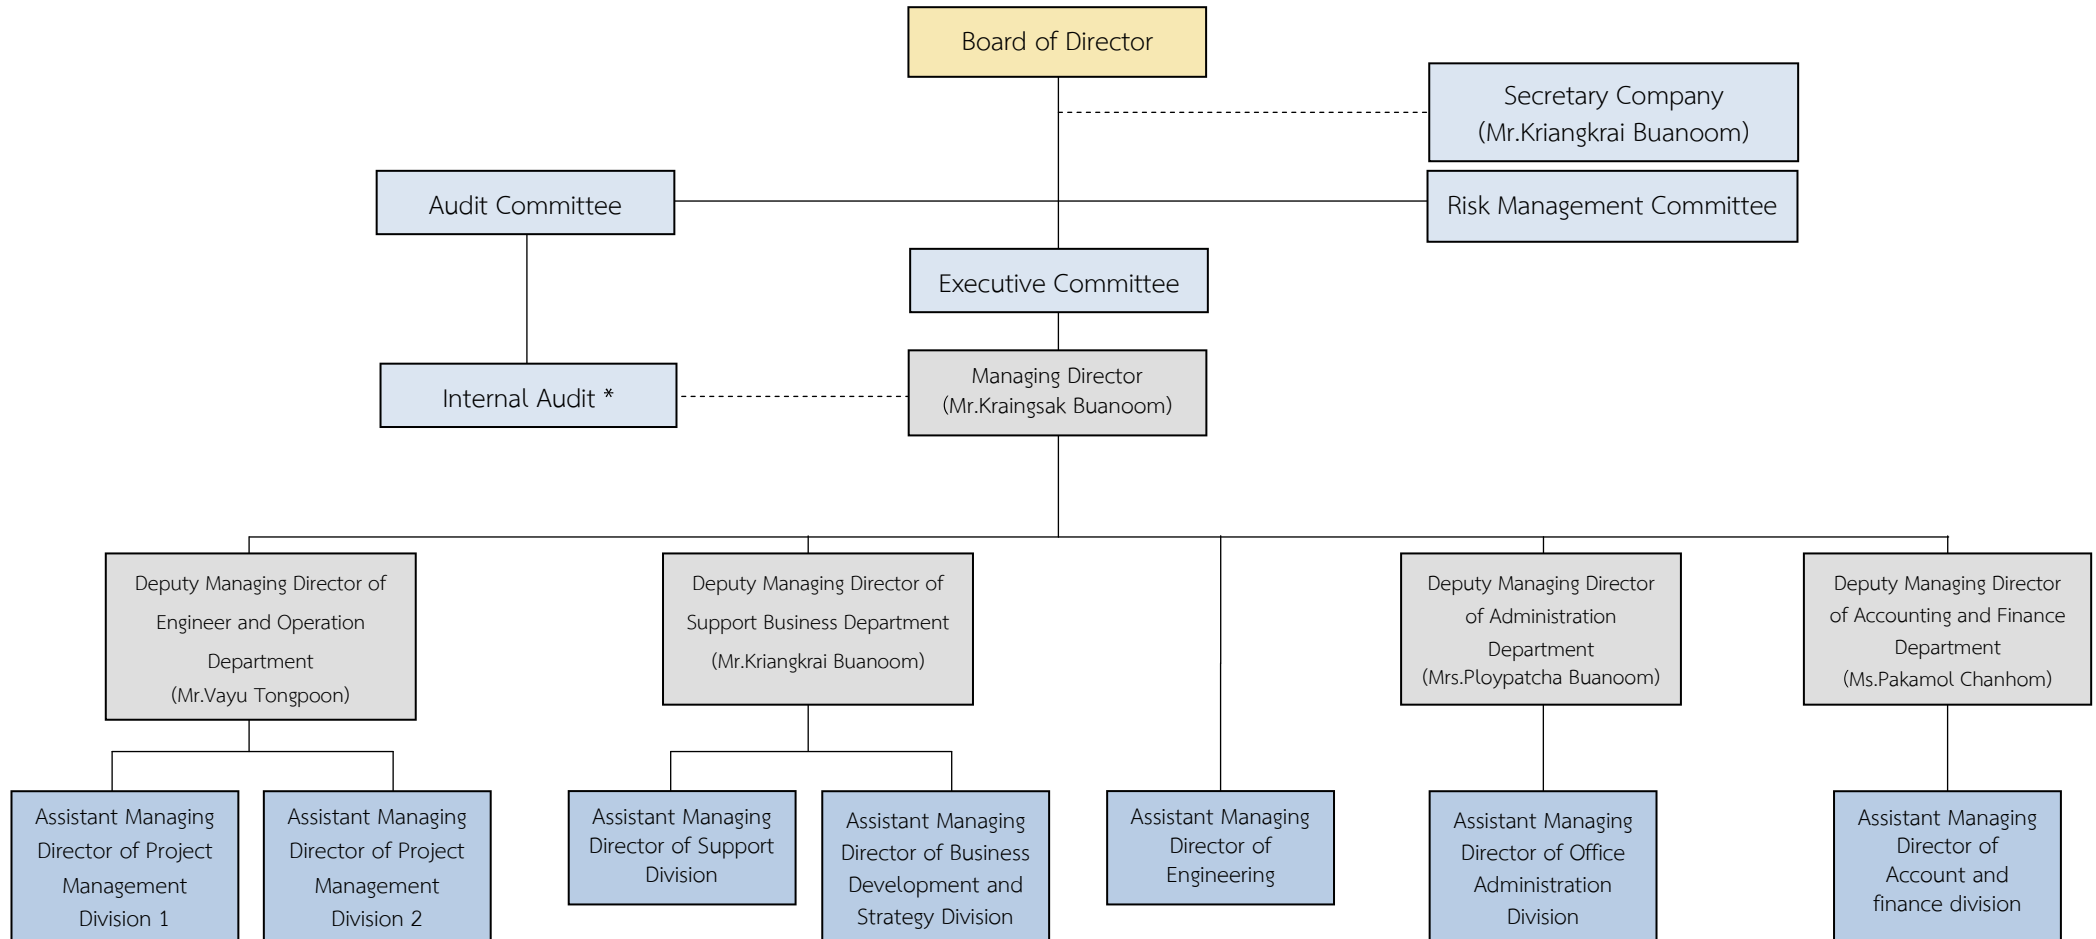 Board of Director
Secretary Company
(Mr.Kriangkrai Buanoom)
Audit Committee
Risk Management Committee
Executive Committee
Internal Audit *
Managing Director
(Mr.Kraingsak Buanoom)
Deputy Managing Director of
Engineer and Operation
Department
(Mr.Vayu Tongpoon)
Deputy Managing Director of
Support Business Department
(Mr.Kriangkrai Buanoom)
Deputy Managing Director
of Administration
Department
(Mrs.Ploypatcha Buanoom)
Deputy Managing Director
of Accounting and Finance
Department
(Ms.Pakamol Chanhom)
Assistant Managing
Director of Project
Management
Division 1
Assistant Managing
Director of Project
Management
Division 2
Assistant Managing
Director of Support
Division
Assistant Managing
Director of Business
Development and
Strategy Division
Assistant Managing
Director of
Engineering
Assistant Managing
Director of Office
Administration
Division
Assistant Managing
Director of
Account and
finance division